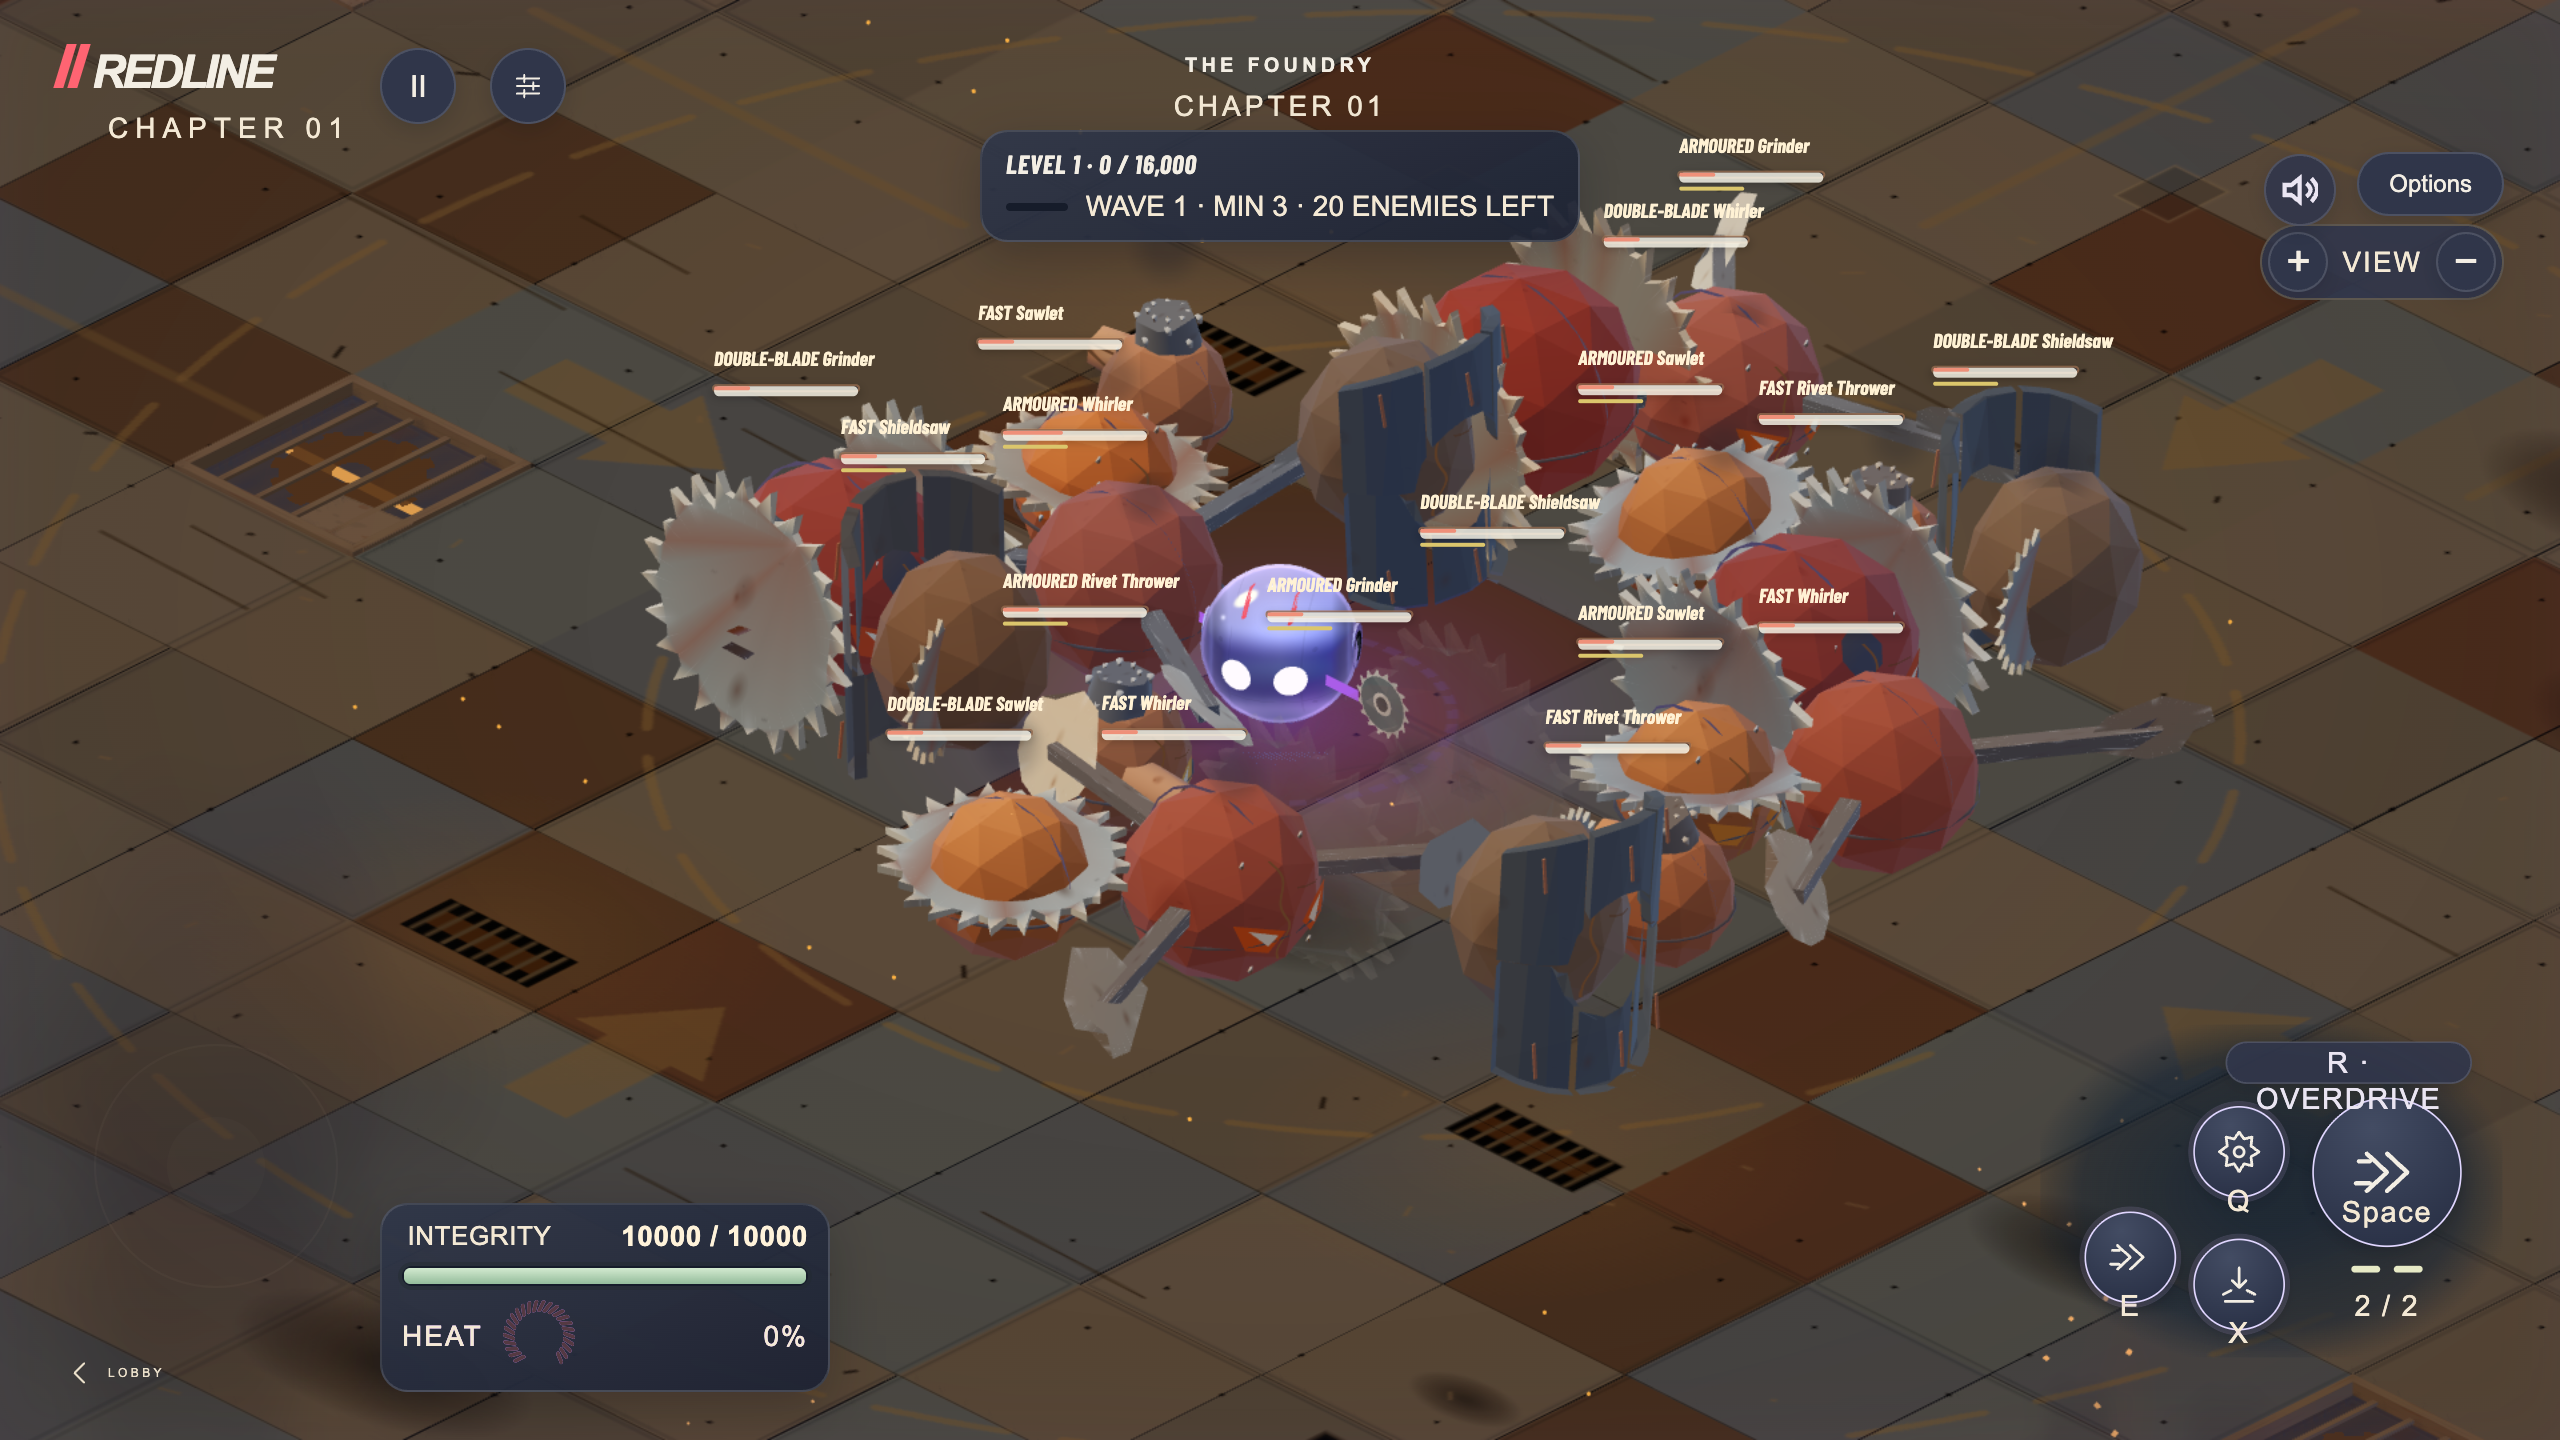 REDLINE
CHAPTER 01
THE FOUNDRY
CHAPTER 01
LEVEL 1 · 0 / 16,000
WAVE 1 · MIN 3 · 20 ENEMIES LEFT
Options
+ VIEW −
ARMOURED Grinder
DOUBLE-BLADE Whirler
FAST Sawlet
DOUBLE-BLADE Shieldsaw
DOUBLE-BLADE Grinder
ARMOURED Sawlet
FAST Rivet Thrower
ARMOURED Whirler
FAST Shieldsaw
DOUBLE-BLADE Shieldsaw
ARMOURED Rivet Thrower
ARMOURED Grinder
FAST Whirler
ARMOURED Sawlet
DOUBLE-BLADE Sawlet
FAST Whirler
FAST Rivet Thrower
R ·
OVERDRIVE
Q
Space
E
X
2 / 2
INTEGRITY 10000 / 10000
HEAT 0%
LOBBY